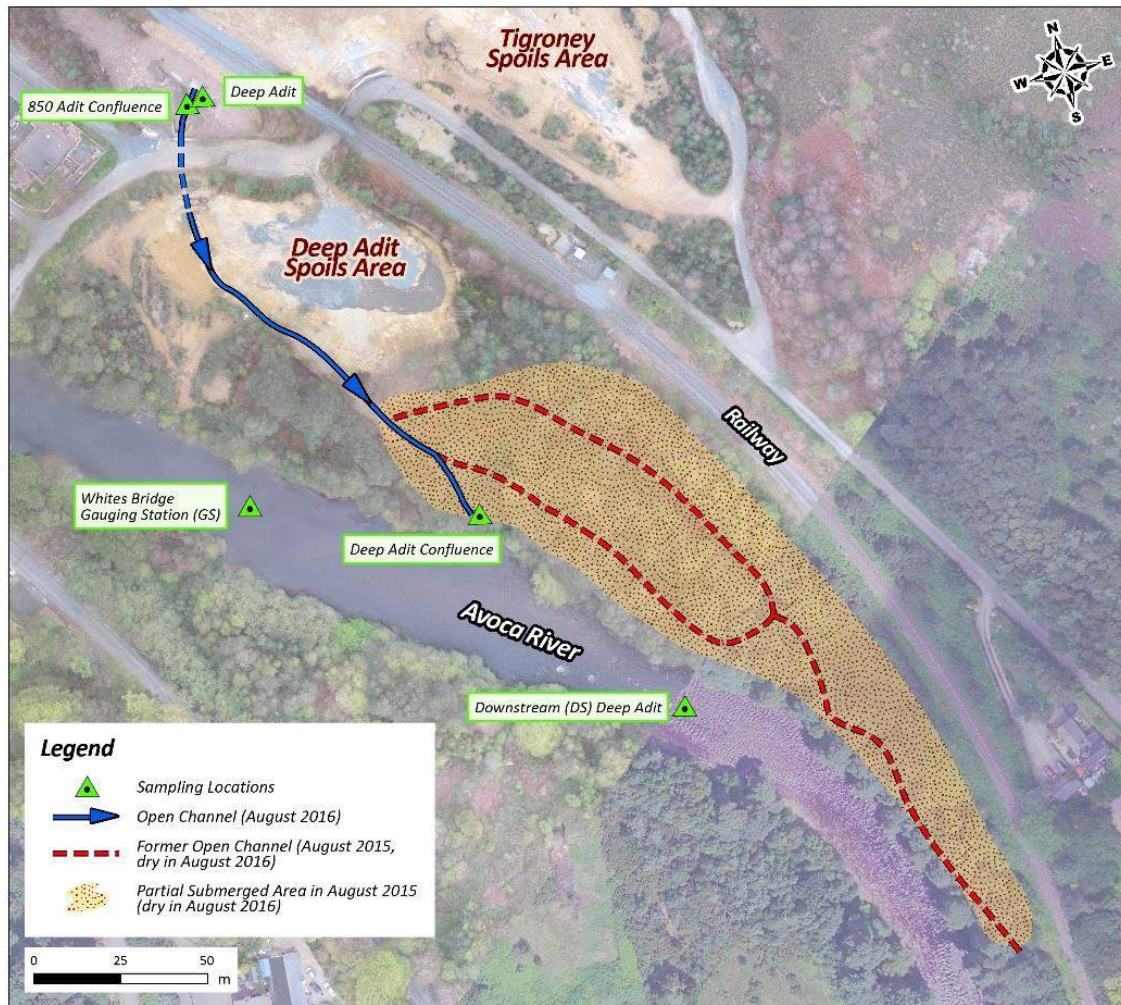 Tigroney
Spoils Area
N
E
W
S
Deep Adit
850 Adit Confluence
Deep Adit
Spoils Area
Railway
Whites Bridge
Gauging Station (GS)
Deep Adit Confluence
Avoca River
Downstream (DS) Deep Adit
Legend
Sampling Locations
Open Channel (August 2016)
Former Open Channel (August 2015,
dry in August 2016)
Partial Submerged Area in August 2015
(dry in August 2016)
0 25 50
m